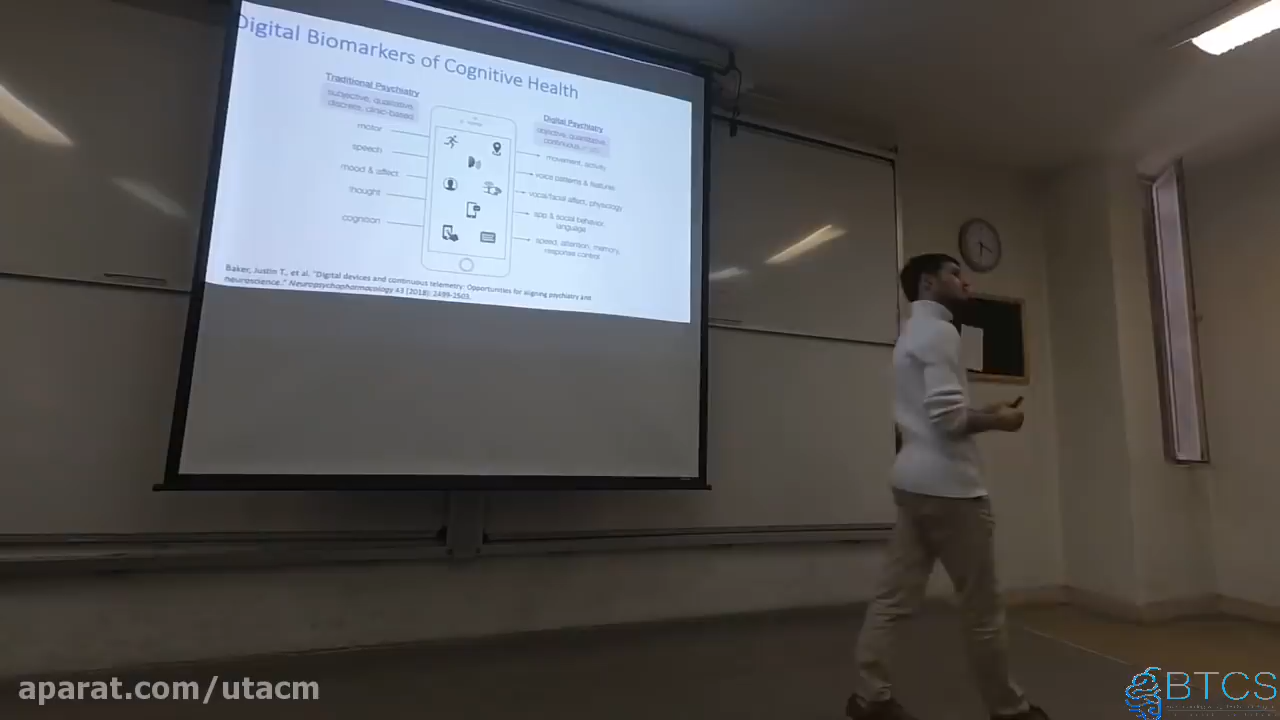 Digital Biomarkers of Cognitive Health
Traditional Psychiatry
subjective, qualitative,
discrete, clinic-based
motor
speech
mood & affect
thought
cognition
Digital Psychiatry
objective, quantitative,
continuous,
movement, activity
voice patterns & features
vocal/facial affect, physiology
app & social behavior,
language
speed, attention, memory,
response control
Baker, Justin T., et al. "Digital devices and continuous telemetry: Opportunities for aligning psychiatry and
neuroscience." Neuropsychopharmacology 43 (2018): 2499-2503.
aparat.com/utacm
BTCS